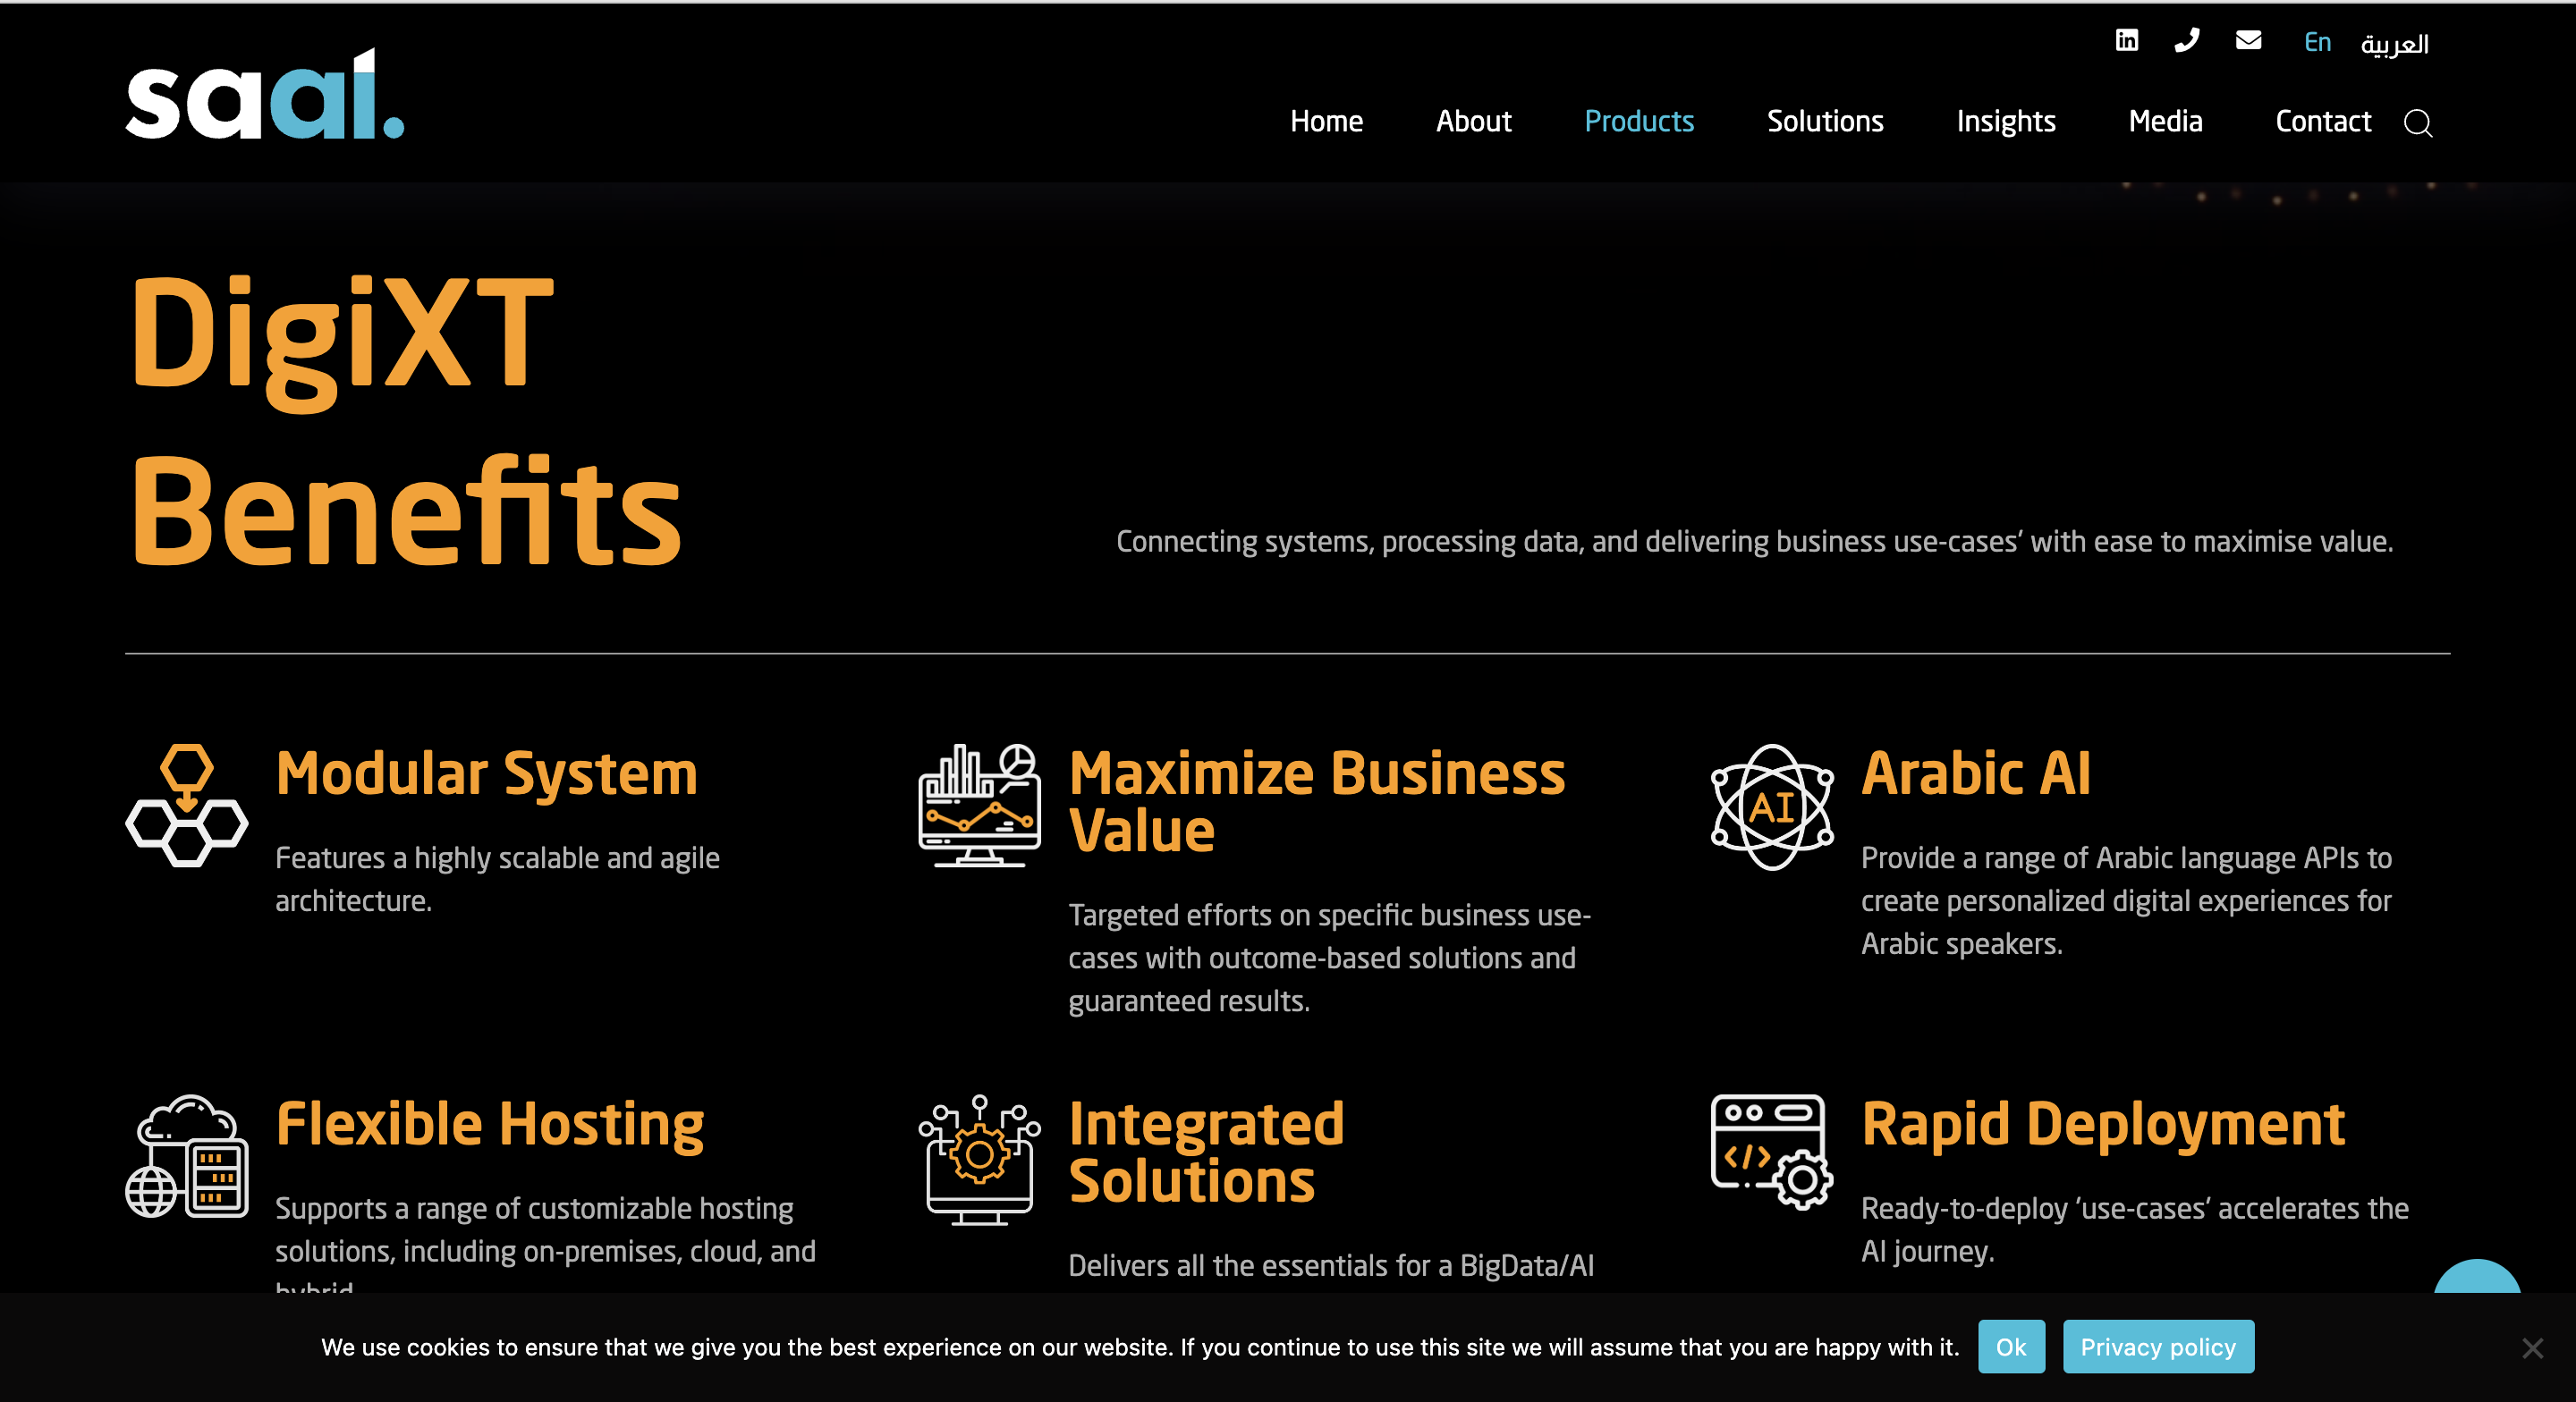 saal.
En العربية
Home About Products Solutions Insights Media Contact
DigiXT
Benefits
Connecting systems, processing data, and delivering business use-cases‘ with ease to maximise value.
Modular System
Features a highly scalable and agile
architecture.
Maximize Business
Value
Targeted efforts on specific business use-
cases with outcome-based solutions and
guaranteed results.
Arabic AI
AI
Provide a range of Arabic language APIs to
create personalized digital experiences for
Arabic speakers.
Flexible Hosting
Supports a range of customizable hosting
solutions, including on-premises, cloud, and
hybrid
Integrated
Solutions
Delivers all the essentials for a BigData/AI
Rapid Deployment
Ready-to-deploy ‘use-cases‘ accelerates the
AI journey.
We use cookies to ensure that we give you the best experience on our website. If you continue to use this site we will assume that you are happy with it. Ok Privacy policy